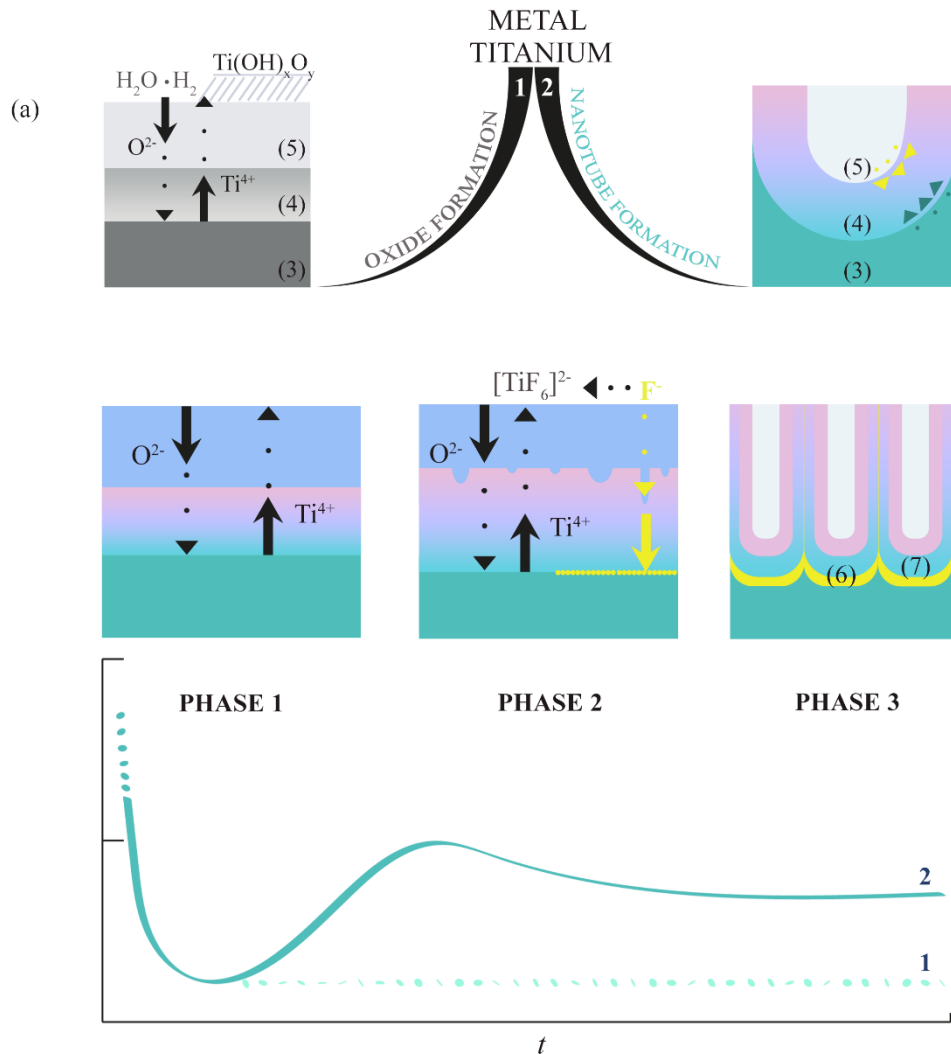 METAL
TITANIUM
1 2
OXIDE FORMATION
NANOTUBE FORMATION
(a)
Ti(OH)ₓOᵧ
H₂O · H₂
O²⁻
Ti⁴⁺
(5)
(4)
(3)
(5)
(4)
(3)
O²⁻
Ti⁴⁺
[TiF₆]²⁻
F⁻
O²⁻
Ti⁴⁺
(6)
(7)
PHASE 1
PHASE 2
PHASE 3
2
1
t